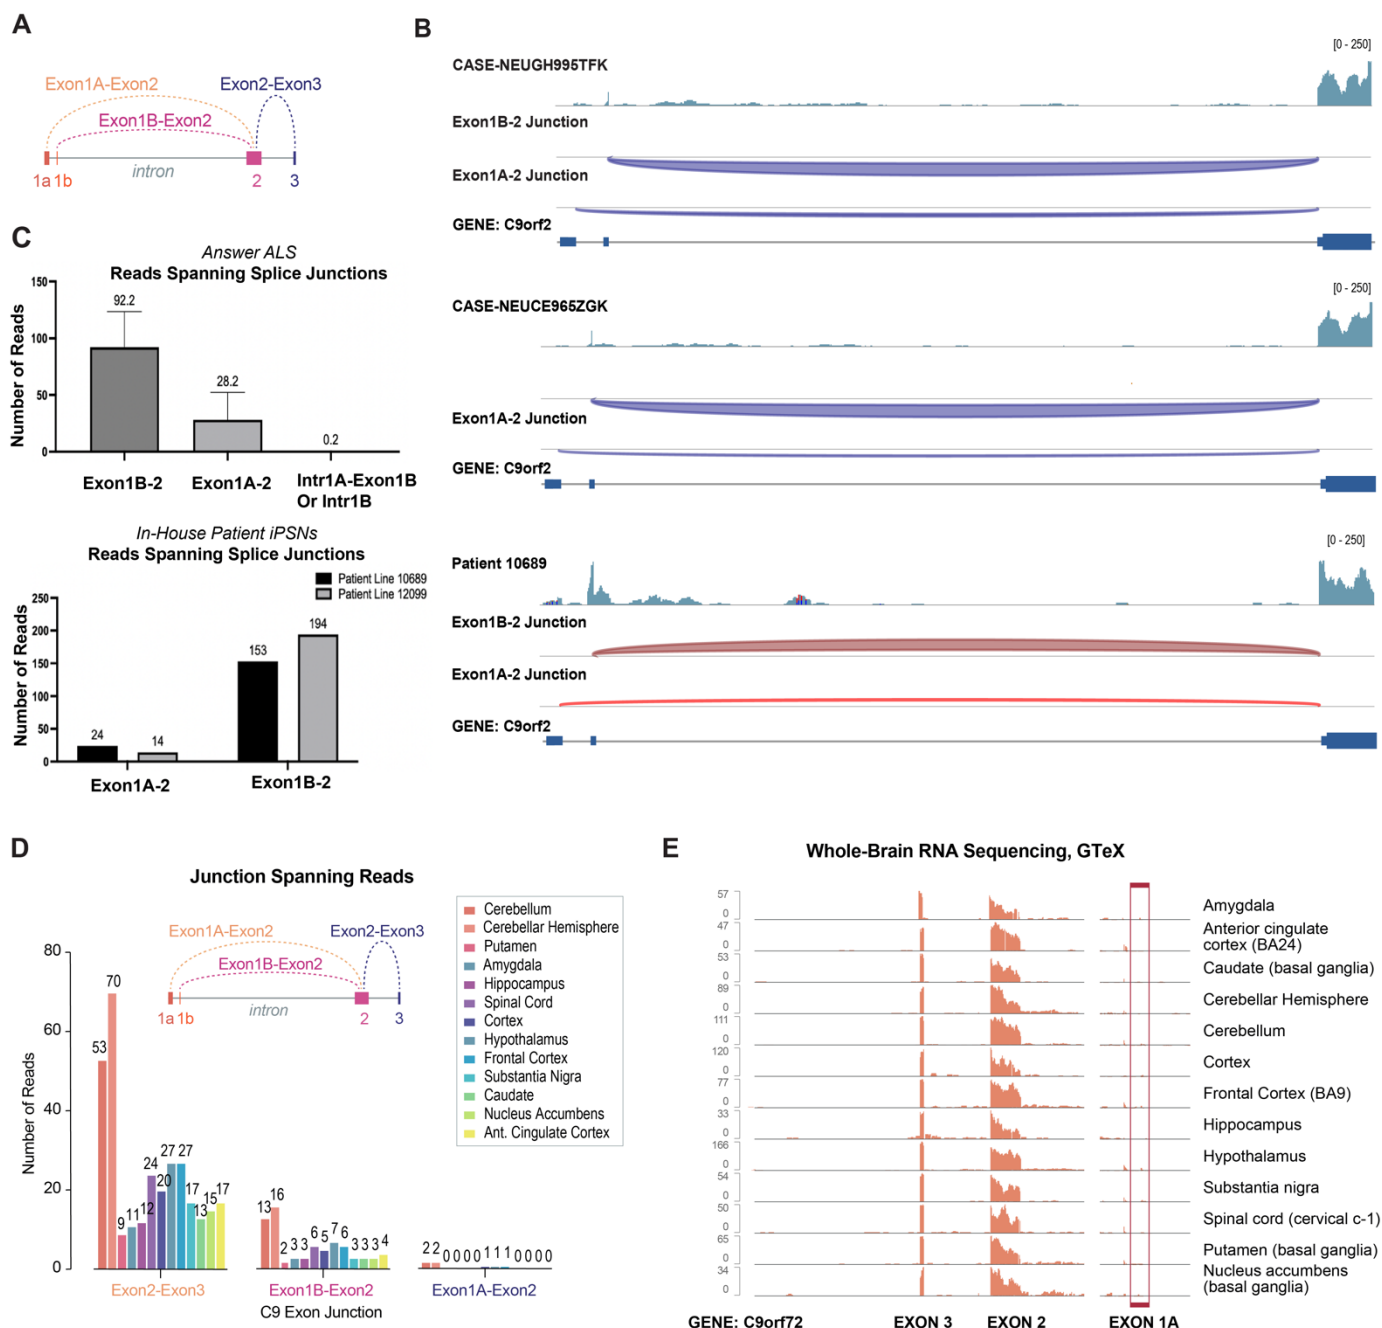 A
Exon1A-Exon2
Exon2-Exon3
Exon1B-Exon2
intron
1a
1b
2
3
B
[0 - 250]
CASE-NEUGH995TFK
Exon1B-2 Junction
Exon1A-2 Junction
GENE: C9orf2
[0 - 250]
CASE-NEUCE965ZGK
Exon1A-2 Junction
GENE: C9orf2
[0 - 250]
Patient 10689
Exon1B-2 Junction
Exon1A-2 Junction
GENE: C9orf2
C
Answer ALS
Reads Spanning Splice Junctions
Number of Reads
150
100
50
0
92.2
28.2
0.2
Exon1B-2
Exon1A-2
Intr1A-Exon1B
Or Intr1B
In-House Patient iPSNs
Reads Spanning Splice Junctions
Patient Line 10689
Patient Line 12099
Number of Reads
250
200
150
100
50
0
24
14
153
194
Exon1A-2
Exon1B-2
D
Junction Spanning Reads
Exon1A-Exon2
Exon2-Exon3
Exon1B-Exon2
intron
1a
1b
2
3
Cerebellum
Cerebellar Hemisphere
Putamen
Amygdala
Hippocampus
Spinal Cord
Cortex
Hypothalamus
Frontal Cortex
Substantia Nigra
Caudate
Nucleus Accumbens
Ant. Cingulate Cortex
Number of Reads
80
60
40
20
0
53
70
9
11
12
24
20
27
27
17
13
15
17
13
16
2
3
3
6
5
7
6
3
3
3
4
2 2 0 0 0 0 1 1 1 0 0 0 0
Exon2-Exon3
Exon1B-Exon2
Exon1A-Exon2
C9 Exon Junction
E
Whole-Brain RNA Sequencing, GTeX
57
0
Amygdala
47
0
Anterior cingulate
cortex (BA24)
53
0
Caudate (basal ganglia)
89
0
Cerebellar Hemisphere
111
0
Cerebellum
120
0
Cortex
77
0
Frontal Cortex (BA9)
33
0
Hippocampus
166
0
Hypothalamus
54
0
Substantia nigra
50
0
Spinal cord (cervical c-1)
65
0
Putamen (basal ganglia)
34
0
Nucleus accumbens
(basal ganglia)
GENE: C9orf72
EXON 3
EXON 2
EXON 1A